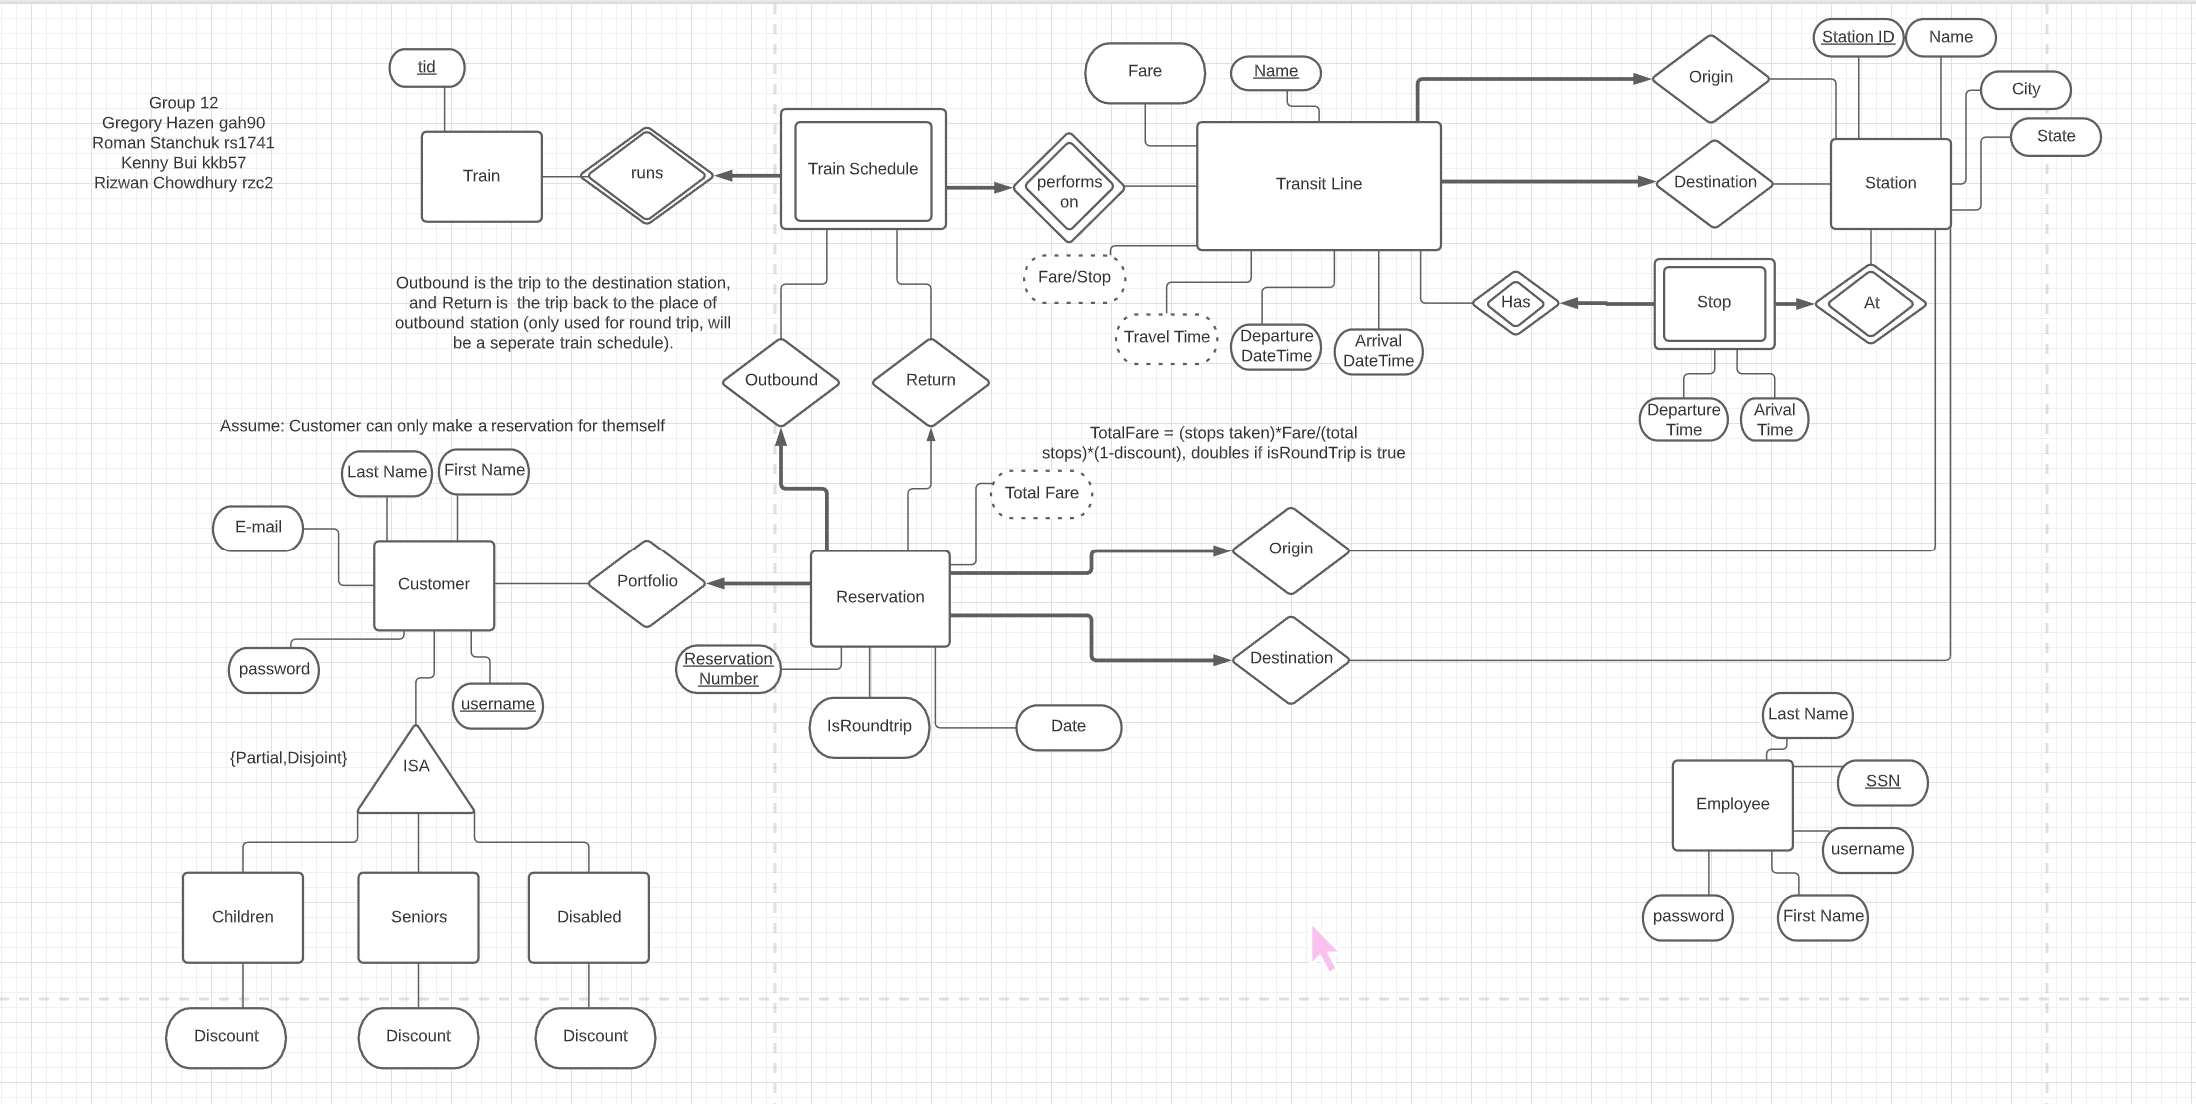 Group 12
Gregory Hazen gah90
Roman Stanchuk rs1741
Kenny Bui kkb57
Rizwan Chowdhury rzc2
tid
Train
runs
Train Schedule
performs
on
Fare
Name
Transit Line
Fare/Stop
Travel Time
Departure
DateTime
Arrival
DateTime
Origin
Destination
Station ID
Name
City
State
Station
Has
Stop
At
Departure
Time
Arival
Time
Outbound is the trip to the destination station,
and Return is the trip back to the place of
outbound station (only used for round trip, will
be a seperate train schedule).
Outbound
Return
Assume: Customer can only make a reservation for themself
TotalFare = (stops taken)*Fare/(total
stops)*(1-discount), doubles if isRoundTrip is true
Last Name
First Name
E-mail
Customer
password
username
Portfolio
Reservation
Total Fare
Origin
Destination
Reservation
Number
IsRoundtrip
Date
{Partial,Disjoint}
ISA
Children
Seniors
Disabled
Discount
Discount
Discount
Last Name
Employee
SSN
username
password
First Name